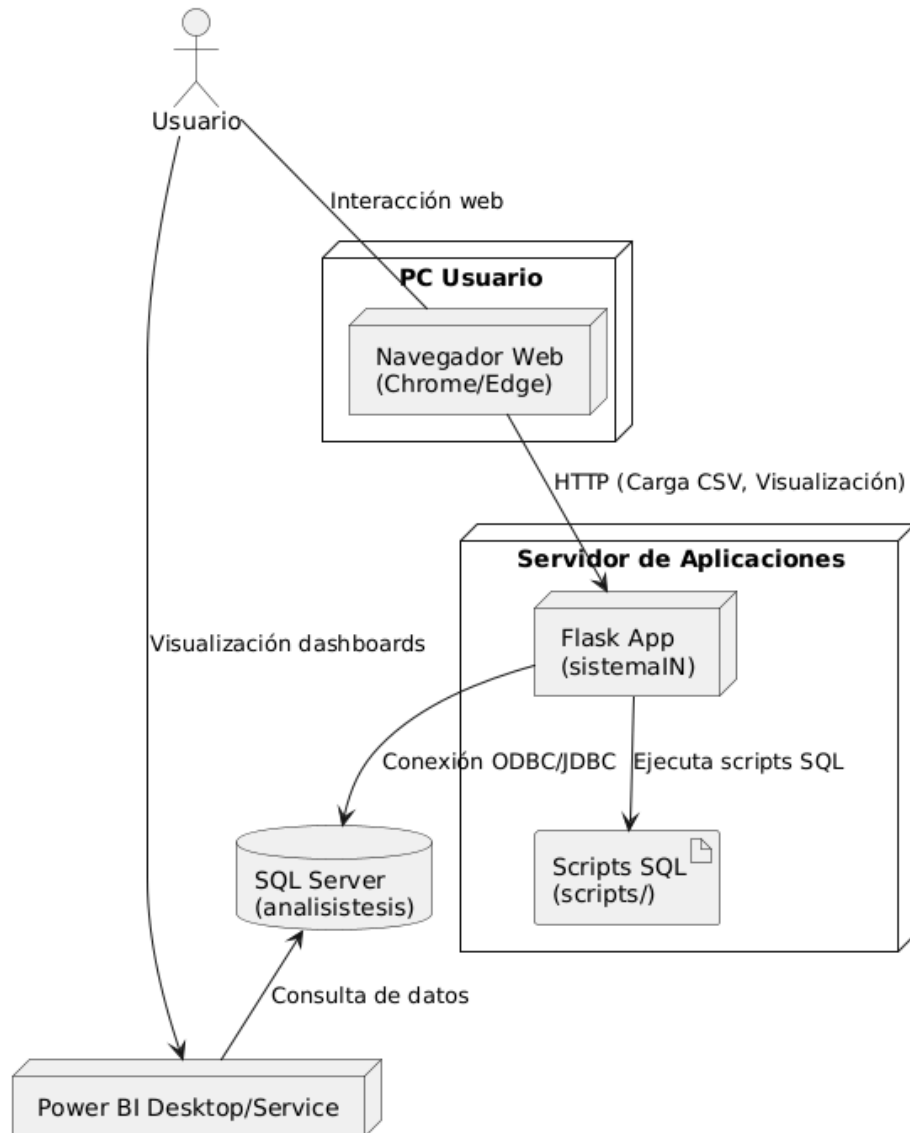 Usuario
Interacción web
PC Usuario
Navegador Web
(Chrome/Edge)
HTTP (Carga CSV, Visualización)
Servidor de Aplicaciones
Flask App
(sistemaIN)
Visualización dashboards
Conexión ODBC/JDBC
Ejecuta scripts SQL
SQL Server
(analisistesis)
Scripts SQL
(scripts/)
Consulta de datos
Power BI Desktop/Service